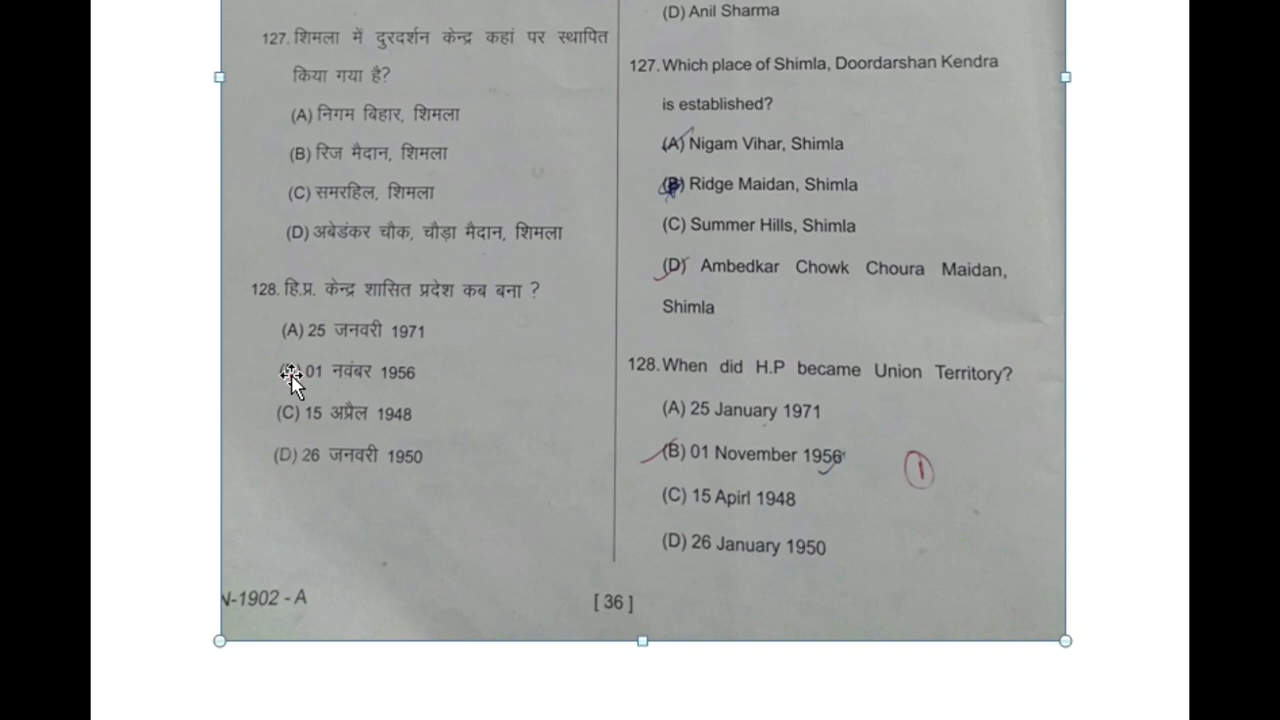 127. शिमला में दुरदर्शन केन्द्र कहां पर स्थापित
किया गया है?
(A) निगम बिहार, शिमला
(B) रिज मैदान, शिमला
(C) समरहिल, शिमला
(D) अबेडंकर चौक, चौड़ा मैदान, शिमला
128. हि.प्र. केन्द्र शासित प्रदेश कब बना ?
(A) 25 जनवरी 1971
01 नवंबर 1956
(C) 15 अप्रैल 1948
(D) 26 जनवरी 1950
(D) Anil Sharma
127. Which place of Shimla, Doordarshan Kendra
is established?
(A) Nigam Vihar, Shimla
(B) Ridge Maidan, Shimla
(C) Summer Hills, Shimla
(D) Ambedkar Chowk Choura Maidan,
Shimla
128. When did H.P became Union Territory?
(A) 25 January 1971
(B) 01 November 1956
(C) 15 Apirl 1948
(D) 26 January 1950
1
-1902 - A
[ 36 ]